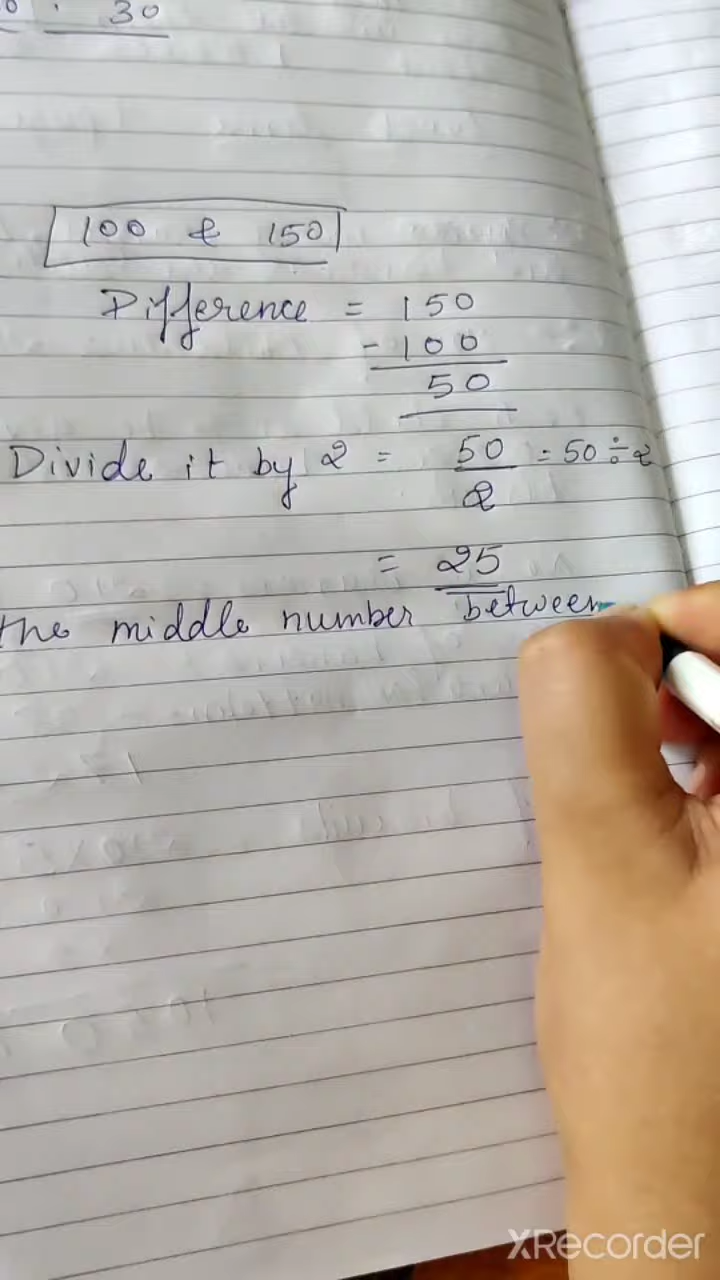 30
100 & 150
Difference = 150
- 100
50
Divide it by 2 = 50/2 = 50 ÷ 2
= 25
the middle number between
XRecorder